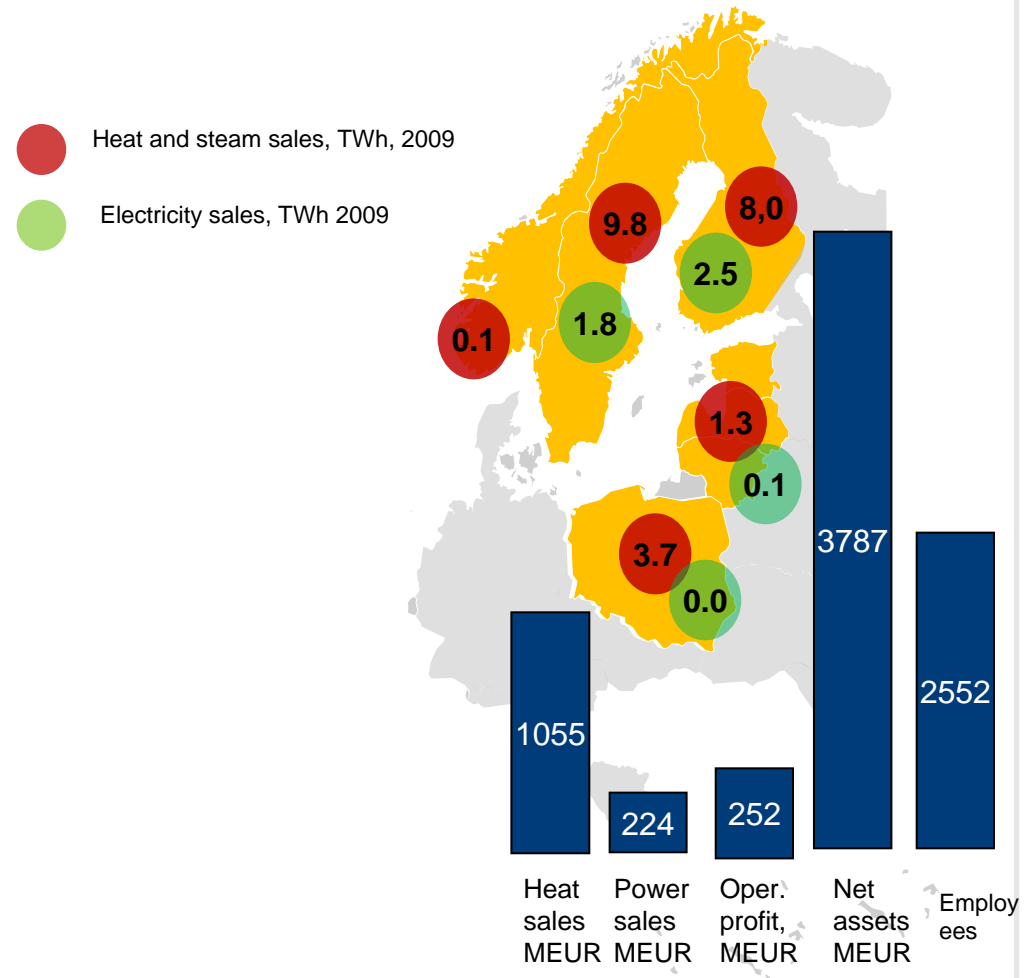 Heat and steam sales, TWh, 2009
Electricity sales, TWh 2009
9.8
8,0
2.5
1.8
0.1
1.3
0.1
3.7
0.0
3787
2552
1055
224
252
Heat
sales
MEUR
Power
sales
MEUR
Oper.
profit,
MEUR
Net
assets
MEUR
Employ
ees